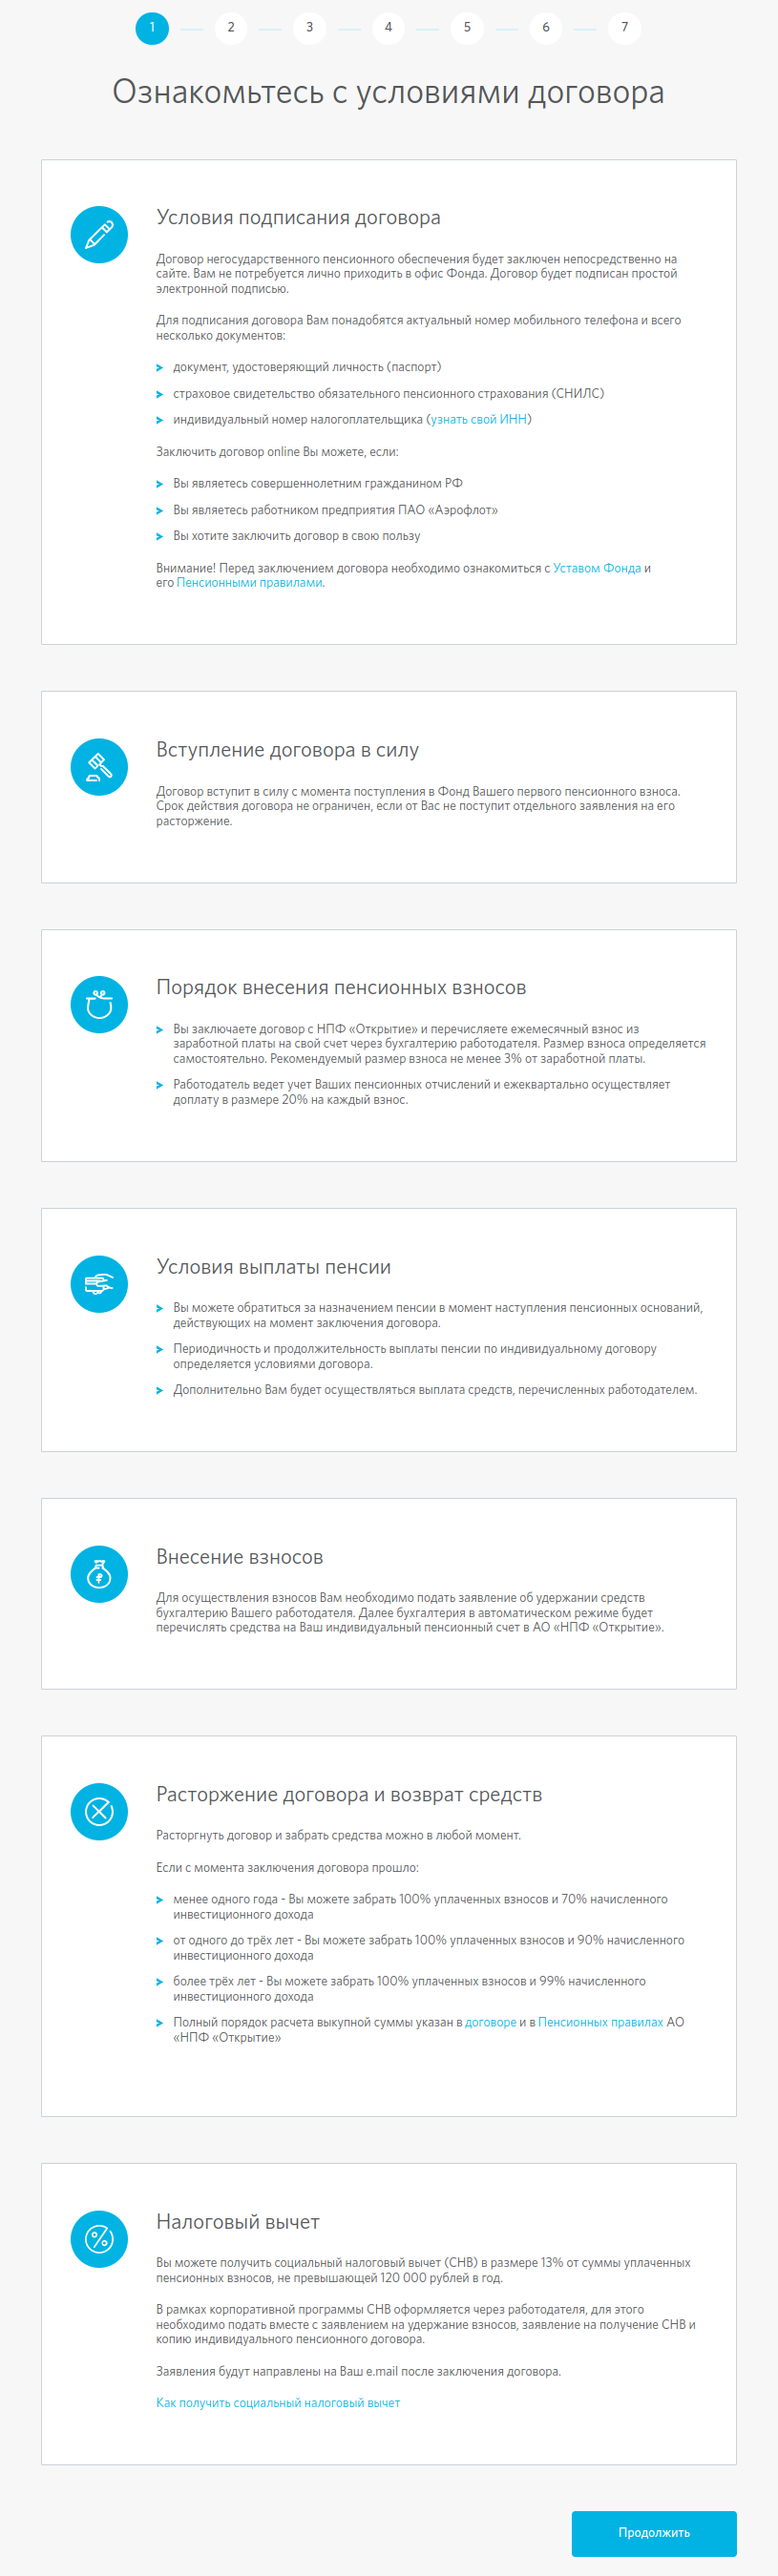 1 2 3 4 5 6 7
Ознакомьтесь с условиями договора
Условия подписания договора
Договор негосударственного пенсионного обеспечения будет заключен непосредственно на
сайте. Вам не потребуется лично приходить в офис Фонда. Договор будет подписан простой
электронной подписью.
Для подписания договора Вам понадобятся актуальный номер мобильного телефона и всего
несколько документов:
документ, удостоверяющий личность (паспорт)
страховое свидетельство обязательного пенсионного страхования (СНИЛС)
индивидуальный номер налогоплательщика (узнать свой ИНН)
Заключить договор online Вы можете, если:
Вы являетесь совершеннолетним гражданином РФ
Вы являетесь работником предприятия ПАО «Аэрофлот»
Вы хотите заключить договор в свою пользу
Внимание! Перед заключением договора необходимо ознакомиться с Уставом Фонда и
его Пенсионными правилами.
Вступление договора в силу
Договор вступит в силу с момента поступления в Фонд Вашего первого пенсионного взноса.
Срок действия договора не ограничен, если от Вас не поступит отдельного заявления на его
расторжение.
Порядок внесения пенсионных взносов
Вы заключаете договор с НПФ «Открытие» и перечисляете ежемесячный взнос из
заработной платы на свой счет через бухгалтерию работодателя. Размер взноса определяется
самостоятельно. Рекомендуемый размер взноса не менее 3% от заработной платы.
Работодатель ведет учет Ваших пенсионных отчислений и ежеквартально осуществляет
доплату в размере 20% на каждый взнос.
Условия выплаты пенсии
Вы можете обратиться за назначением пенсии в момент наступления пенсионных оснований,
действующих на момент заключения договора.
Периодичность и продолжительность выплаты пенсии по индивидуальному договору
определяется условиями договора.
Дополнительно Вам будет осуществляться выплата средств, перечисленных работодателем.
Внесение взносов
Для осуществления взносов Вам необходимо подать заявление об удержании средств
бухгалтерию Вашего работодателя. Далее бухгалтерия в автоматическом режиме будет
перечислять средства на Ваш индивидуальный пенсионный счет в АО «НПФ «Открытие».
Расторжение договора и возврат средств
Расторгнуть договор и забрать средства можно в любой момент.
Если с момента заключения договора прошло:
менее одного года - Вы можете забрать 100% уплаченных взносов и 70% начисленного
инвестиционного дохода
от одного до трёх лет - Вы можете забрать 100% уплаченных взносов и 90% начисленного
инвестиционного дохода
более трёх лет - Вы можете забрать 100% уплаченных взносов и 99% начисленного
инвестиционного дохода
Полный порядок расчета выкупной суммы указан в договоре и в Пенсионных правилах АО
«НПФ «Открытие»
Налоговый вычет
Вы можете получить социальный налоговый вычет (СНВ) в размере 13% от суммы уплаченных
пенсионных взносов, не превышающей 120 000 рублей в год.
В рамках корпоративной программы СНВ оформляется через работодателя, для этого
необходимо подать вместе с заявлением на удержание взносов, заявление на получение СНВ и
копию индивидуального пенсионного договора.
Заявления будут направлены на Ваш e.mail после заключения договора.
Как получить социальный налоговый вычет
Продолжить